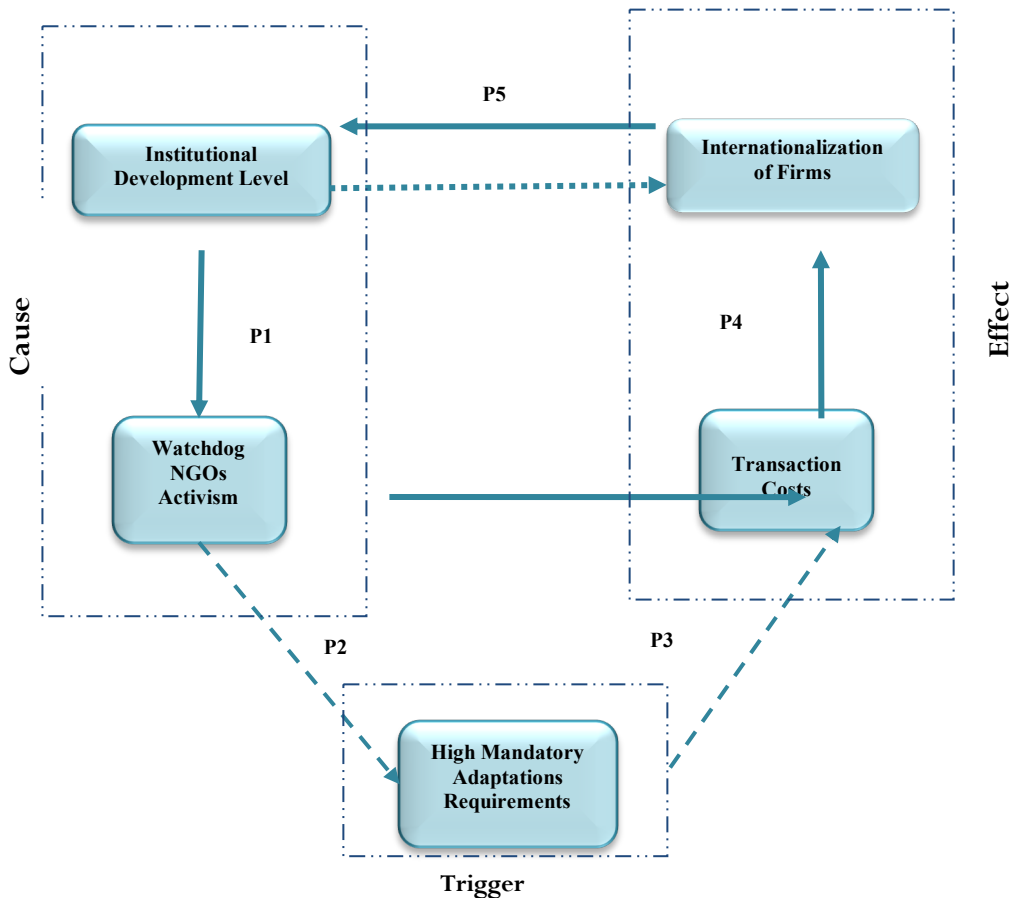 P5
Institutional
Development Level
Internationalization
of Firms
Cause
P1
P4
Effect
Watchdog
NGOs
Activism
Transaction
Costs
P2
P3
High Mandatory
Adaptations
Requirements
Trigger